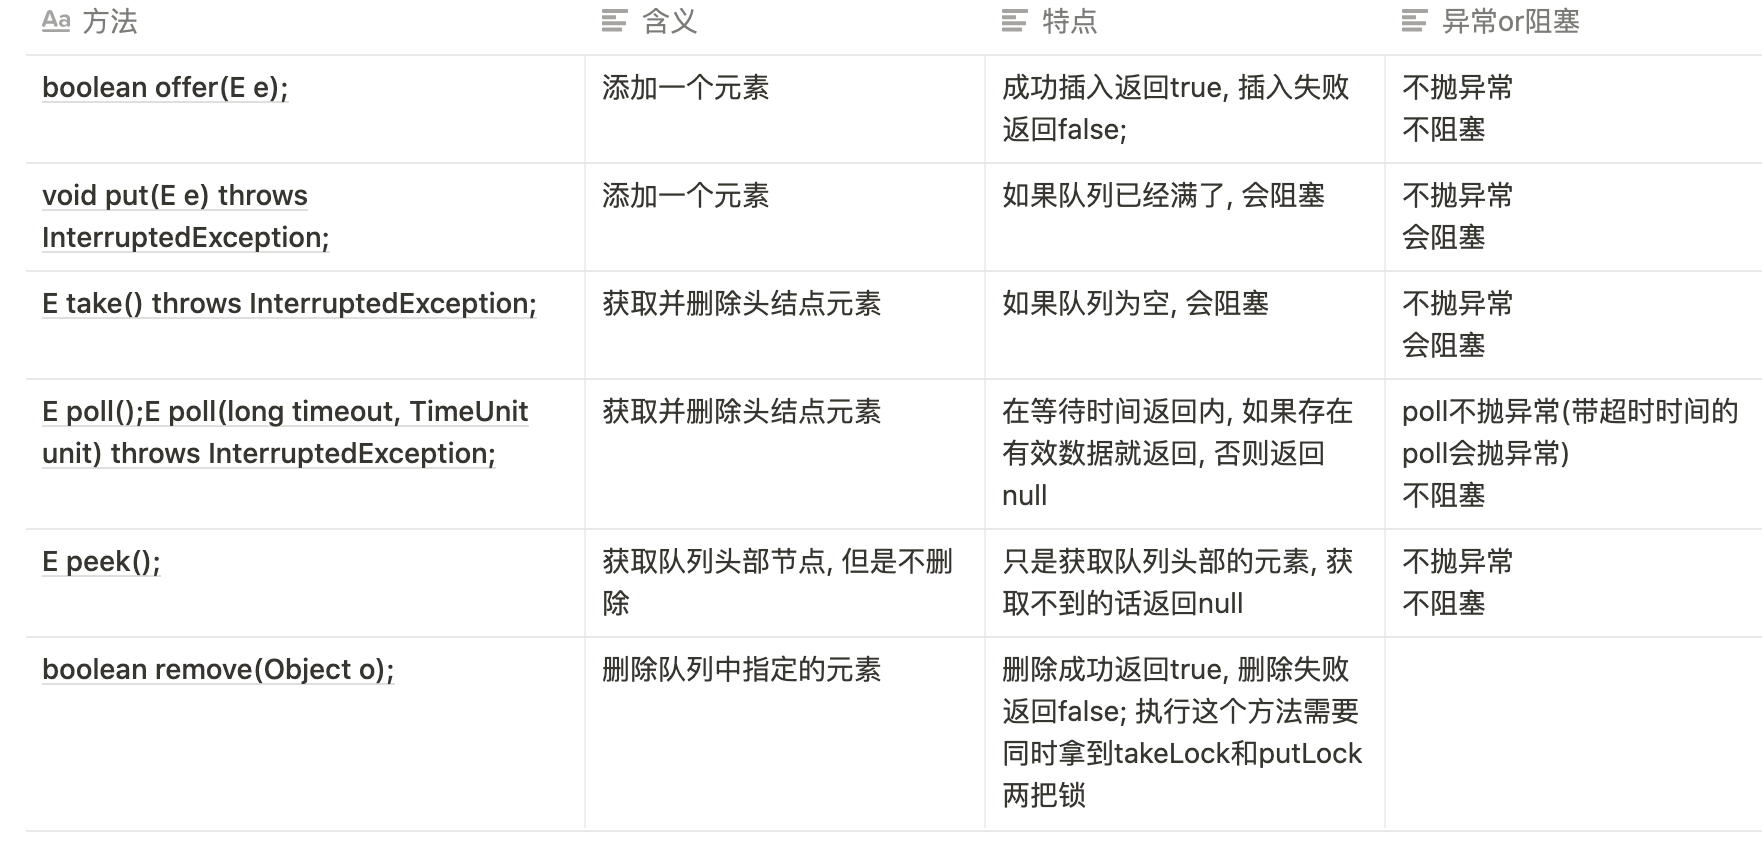 Aa 方法
含义
特点
异常or阻塞
boolean offer(E e);
添加一个元素
成功插入返回true, 插入失败
返回false;
不抛异常
不阻塞
void put(E e) throws
InterruptedException;
添加一个元素
如果队列已经满了, 会阻塞
不抛异常
会阻塞
E take() throws InterruptedException;
获取并删除头结点元素
如果队列为空, 会阻塞
不抛异常
会阻塞
E poll();E poll(long timeout, TimeUnit
unit) throws InterruptedException;
获取并删除头结点元素
在等待时间返回内, 如果存在
有效数据就返回, 否则返回
null
poll不抛异常(带超时时间的
poll会抛异常)
不阻塞
E peek();
获取队列头部节点, 但是不删
除
只是获取队列头部的元素, 获
取不到的话返回null
不抛异常
不阻塞
boolean remove(Object o);
删除队列中指定的元素
删除成功返回true, 删除失败
返回false; 执行这个方法需要
同时拿到takeLock和putLock
两把锁